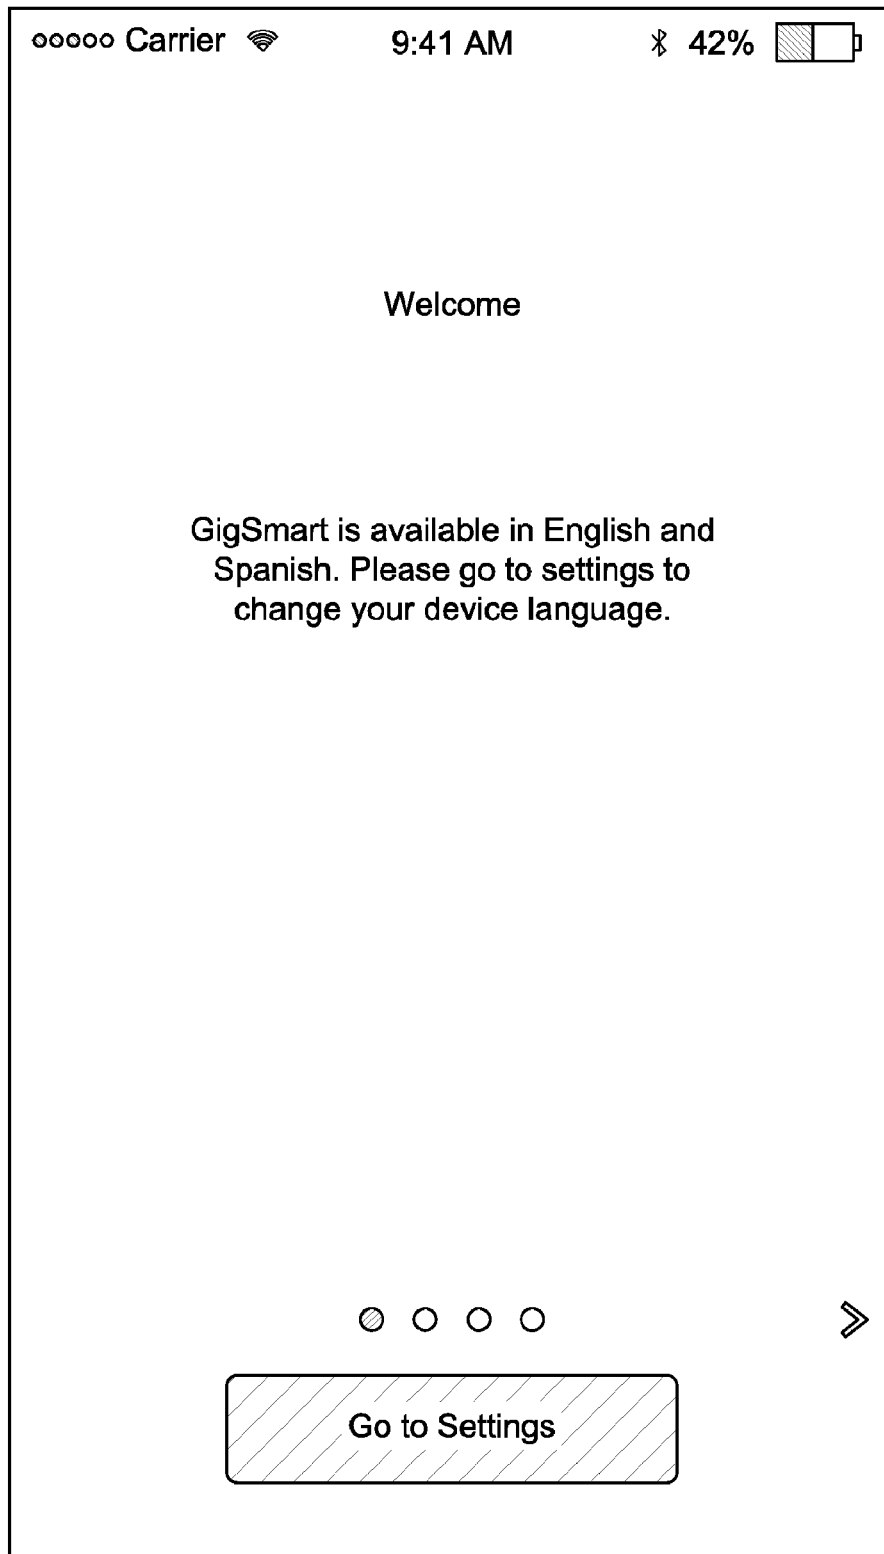 Carrier 9:41 AM 42%
Welcome
GigSmart is available in English and
Spanish. Please go to settings to
change your device language.
Go to Settings